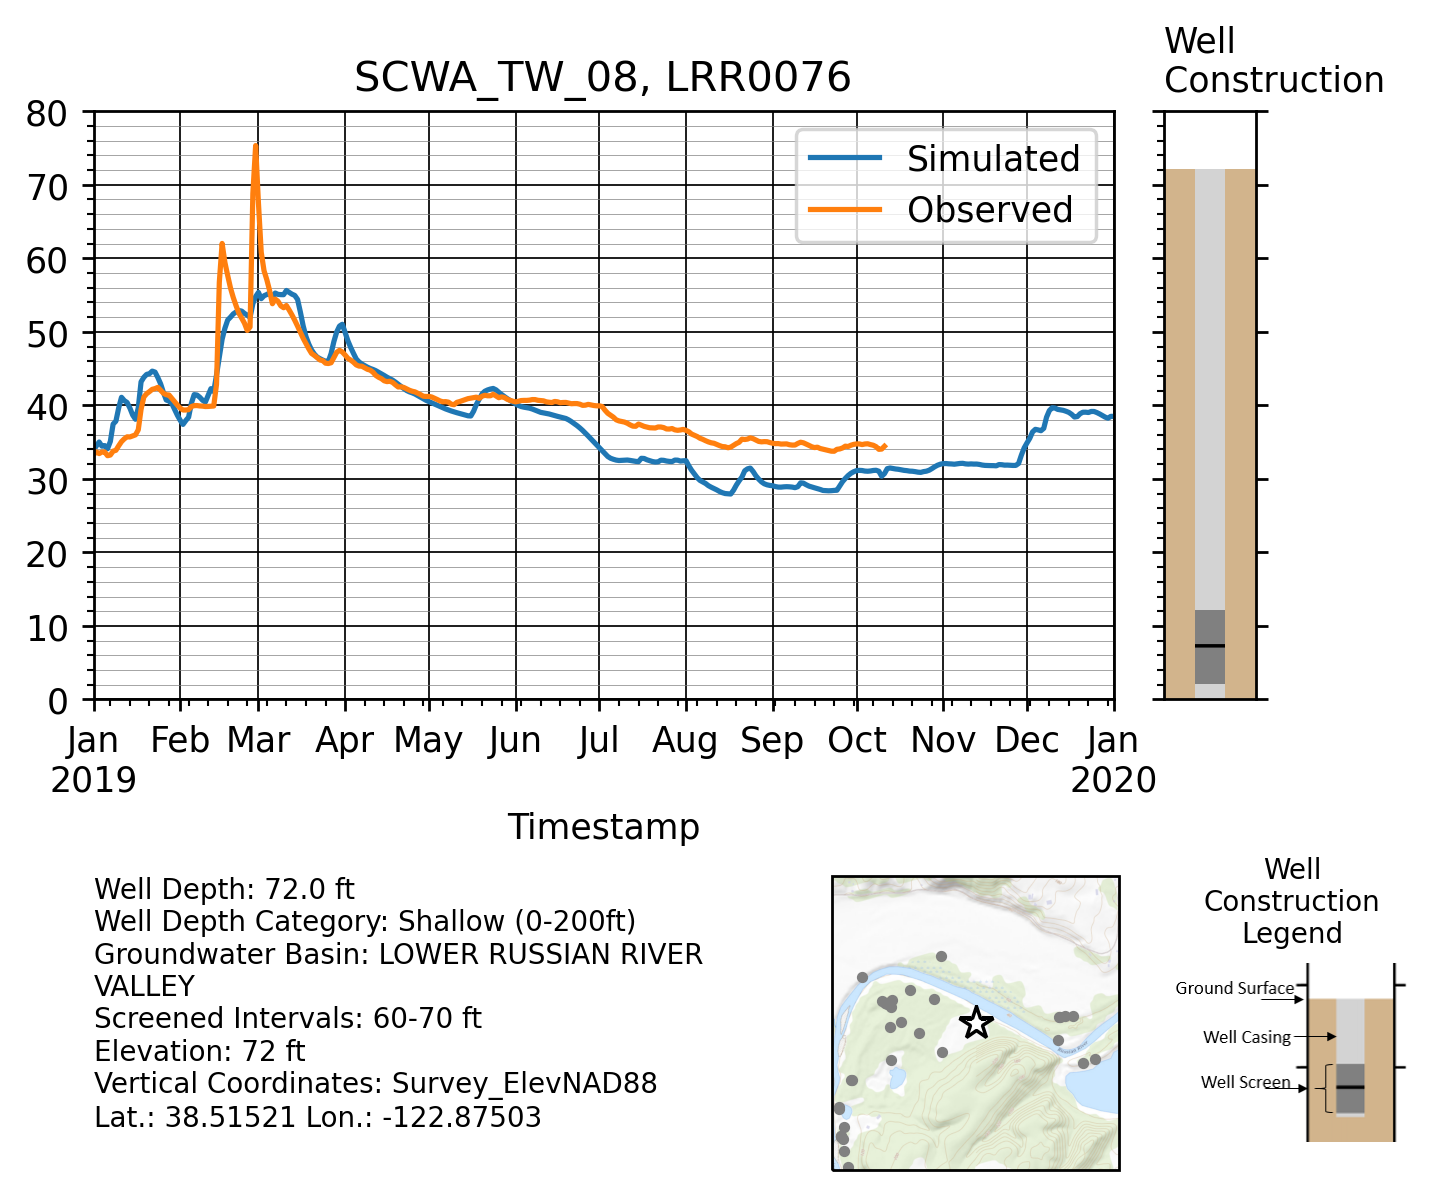 Well
Construction
SCWA_TW_08, LRR0076
80
70
60
50
40
30
20
10
0
Simulated
Observed
Jan Feb Mar Apr May Jun Jul Aug Sep Oct Nov Dec Jan
2019 2020
Timestamp
Well Depth: 72.0 ft
Well Depth Category: Shallow (0-200ft)
Groundwater Basin: LOWER RUSSIAN RIVER
VALLEY
Screened Intervals: 60-70 ft
Elevation: 72 ft
Vertical Coordinates: Survey_ElevNAD88
Lat.: 38.51521 Lon.: -122.87503
Russian River
Well
Construction
Legend
Ground Surface
Well Casing
Well Screen